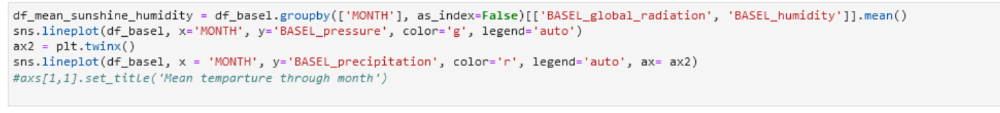 df_mean_sunshine_humidity = df_basel.groupby(['MONTH'], as_index=False)[['BASEL_global_radiation', 'BASEL_humidity']].mean()
sns.lineplot(df_basel, x='MONTH', y='BASEL_pressure', color='g', legend='auto')
ax2 = plt.twinx()
sns.lineplot(df_basel, x = 'MONTH', y='BASEL_precipitation', color='r', legend='auto', ax= ax2)
#axs[1,1].set_title('Mean temparture through month')